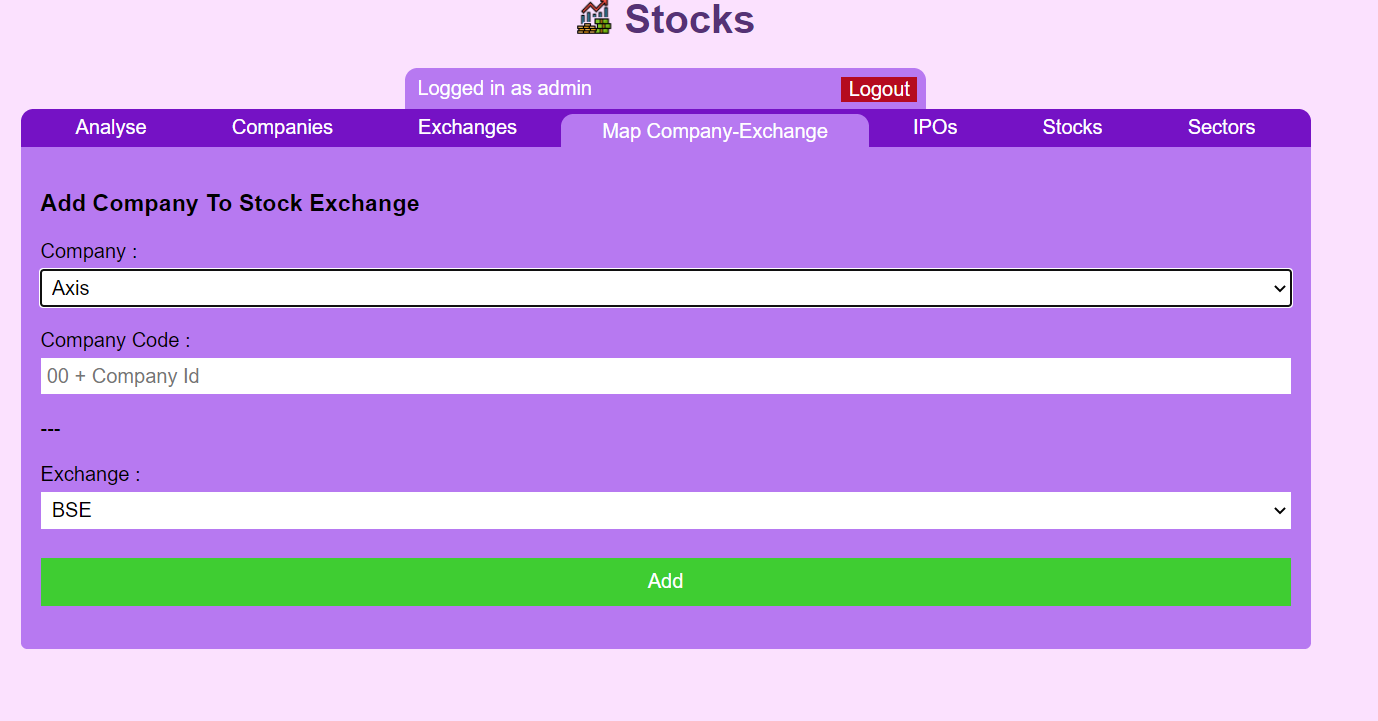 Stocks
Logged in as admin Logout
Analyse Companies Exchanges Map Company-Exchange IPOs Stocks Sectors
Add Company To Stock Exchange
Company :
Axis
Company Code :
00 + Company Id
---
Exchange :
BSE
Add